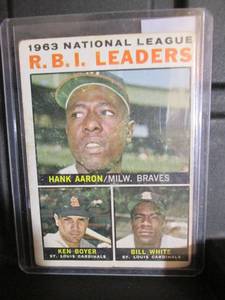 1963 NATIONAL LEAGUE
R.B.I. LEADERS
HANK AARON/MILW. BRAVES
KEN BOYER
ST. LOUIS CARDINALS
BILL WHITE
ST. LOUIS CARDINALS